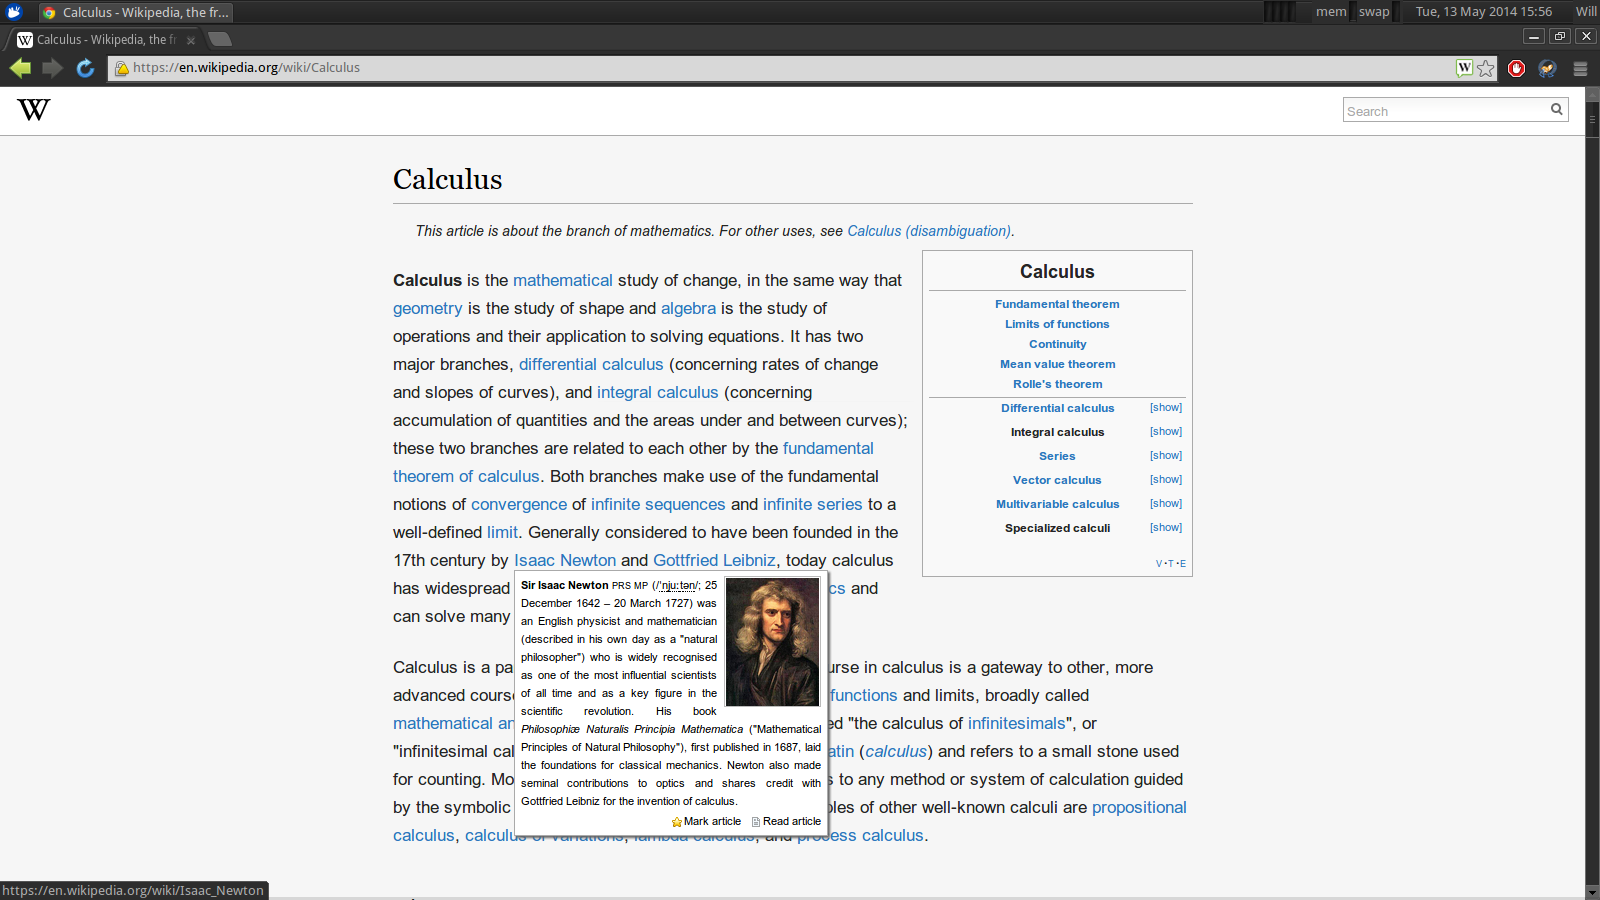 Calculus - Wikipedia, the fr...
mem swap Tue, 13 May 2014 15:56 Will
W Calculus - Wikipedia, the fr
https://en.wikipedia.org/wiki/Calculus W
W Search
Calculus
This article is about the branch of mathematics. For other uses, see Calculus (disambiguation).
Calculus is the mathematical study of change, in the same way that
geometry is the study of shape and algebra is the study of
operations and their application to solving equations. It has two
major branches, differential calculus (concerning rates of change
and slopes of curves), and integral calculus (concerning
accumulation of quantities and the areas under and between curves);
these two branches are related to each other by the fundamental
theorem of calculus. Both branches make use of the fundamental
notions of convergence of infinite sequences and infinite series to a
well-defined limit. Generally considered to have been founded in the
17th century by Isaac Newton and Gottfried Leibniz, today calculus
has widespread cs and
can solve many
Calculus
Fundamental theorem
Limits of functions
Continuity
Mean value theorem
Rolle's theorem
Differential calculus [show]
Integral calculus [show]
Series [show]
Vector calculus [show]
Multivariable calculus [show]
Specialized calculi [show]
V · T · E
Sir Isaac Newton PRS MP (/ˈnjuːtən/; 25
December 1642 – 20 March 1727) was
an English physicist and mathematician
(described in his own day as a "natural
philosopher") who is widely recognised
as one of the most influential scientists
of all time and as a key figure in the
scientific revolution. His book
Philosophiæ Naturalis Principia Mathematica ("Mathematical
Principles of Natural Philosophy"), first published in 1687, laid
the foundations for classical mechanics. Newton also made
seminal contributions to optics and shares credit with
Gottfried Leibniz for the invention of calculus.
Mark article Read article
Calculus is a pa urse in calculus is a gateway to other, more
advanced course functions and limits, broadly called
mathematical an ed "the calculus of infinitesimals", or
"infinitesimal cal atin (calculus) and refers to a small stone used
for counting. Mo s to any method or system of calculation guided
by the symbolic ples of other well-known calculi are propositional
calculus, calculus of variations, lambda calculus, and process calculus.
https://en.wikipedia.org/wiki/Isaac_Newton